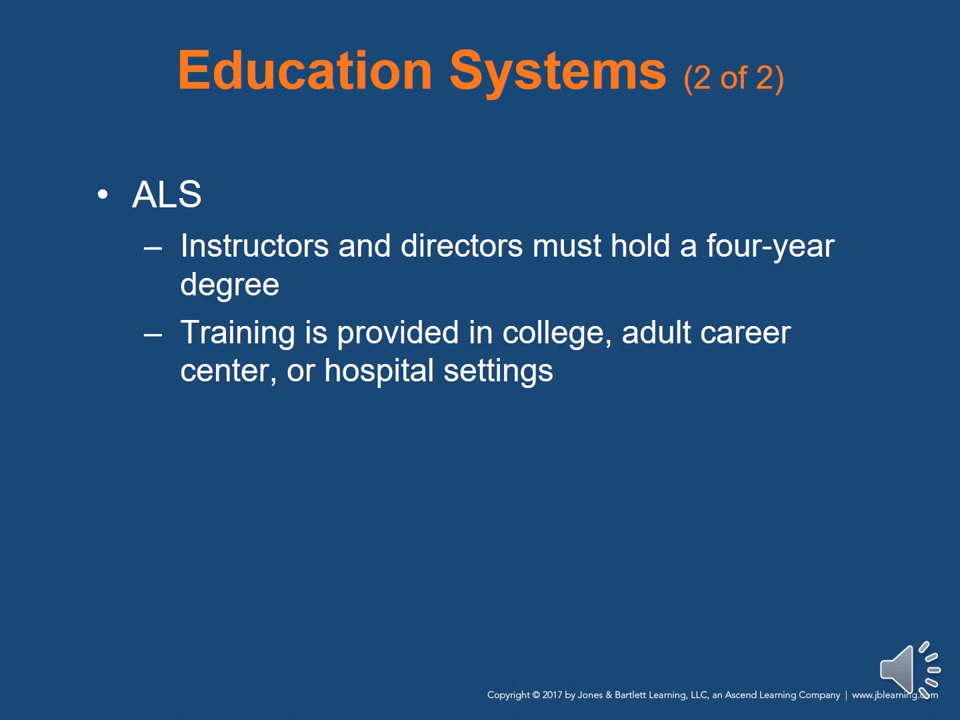 Education Systems (2 of 2)
• ALS
– Instructors and directors must hold a four-year
degree
– Training is provided in college, adult career
center, or hospital settings
Copyright © 2017 by Jones & Bartlett Learning, LLC, an Ascend Learning Company | www.jblearning.com